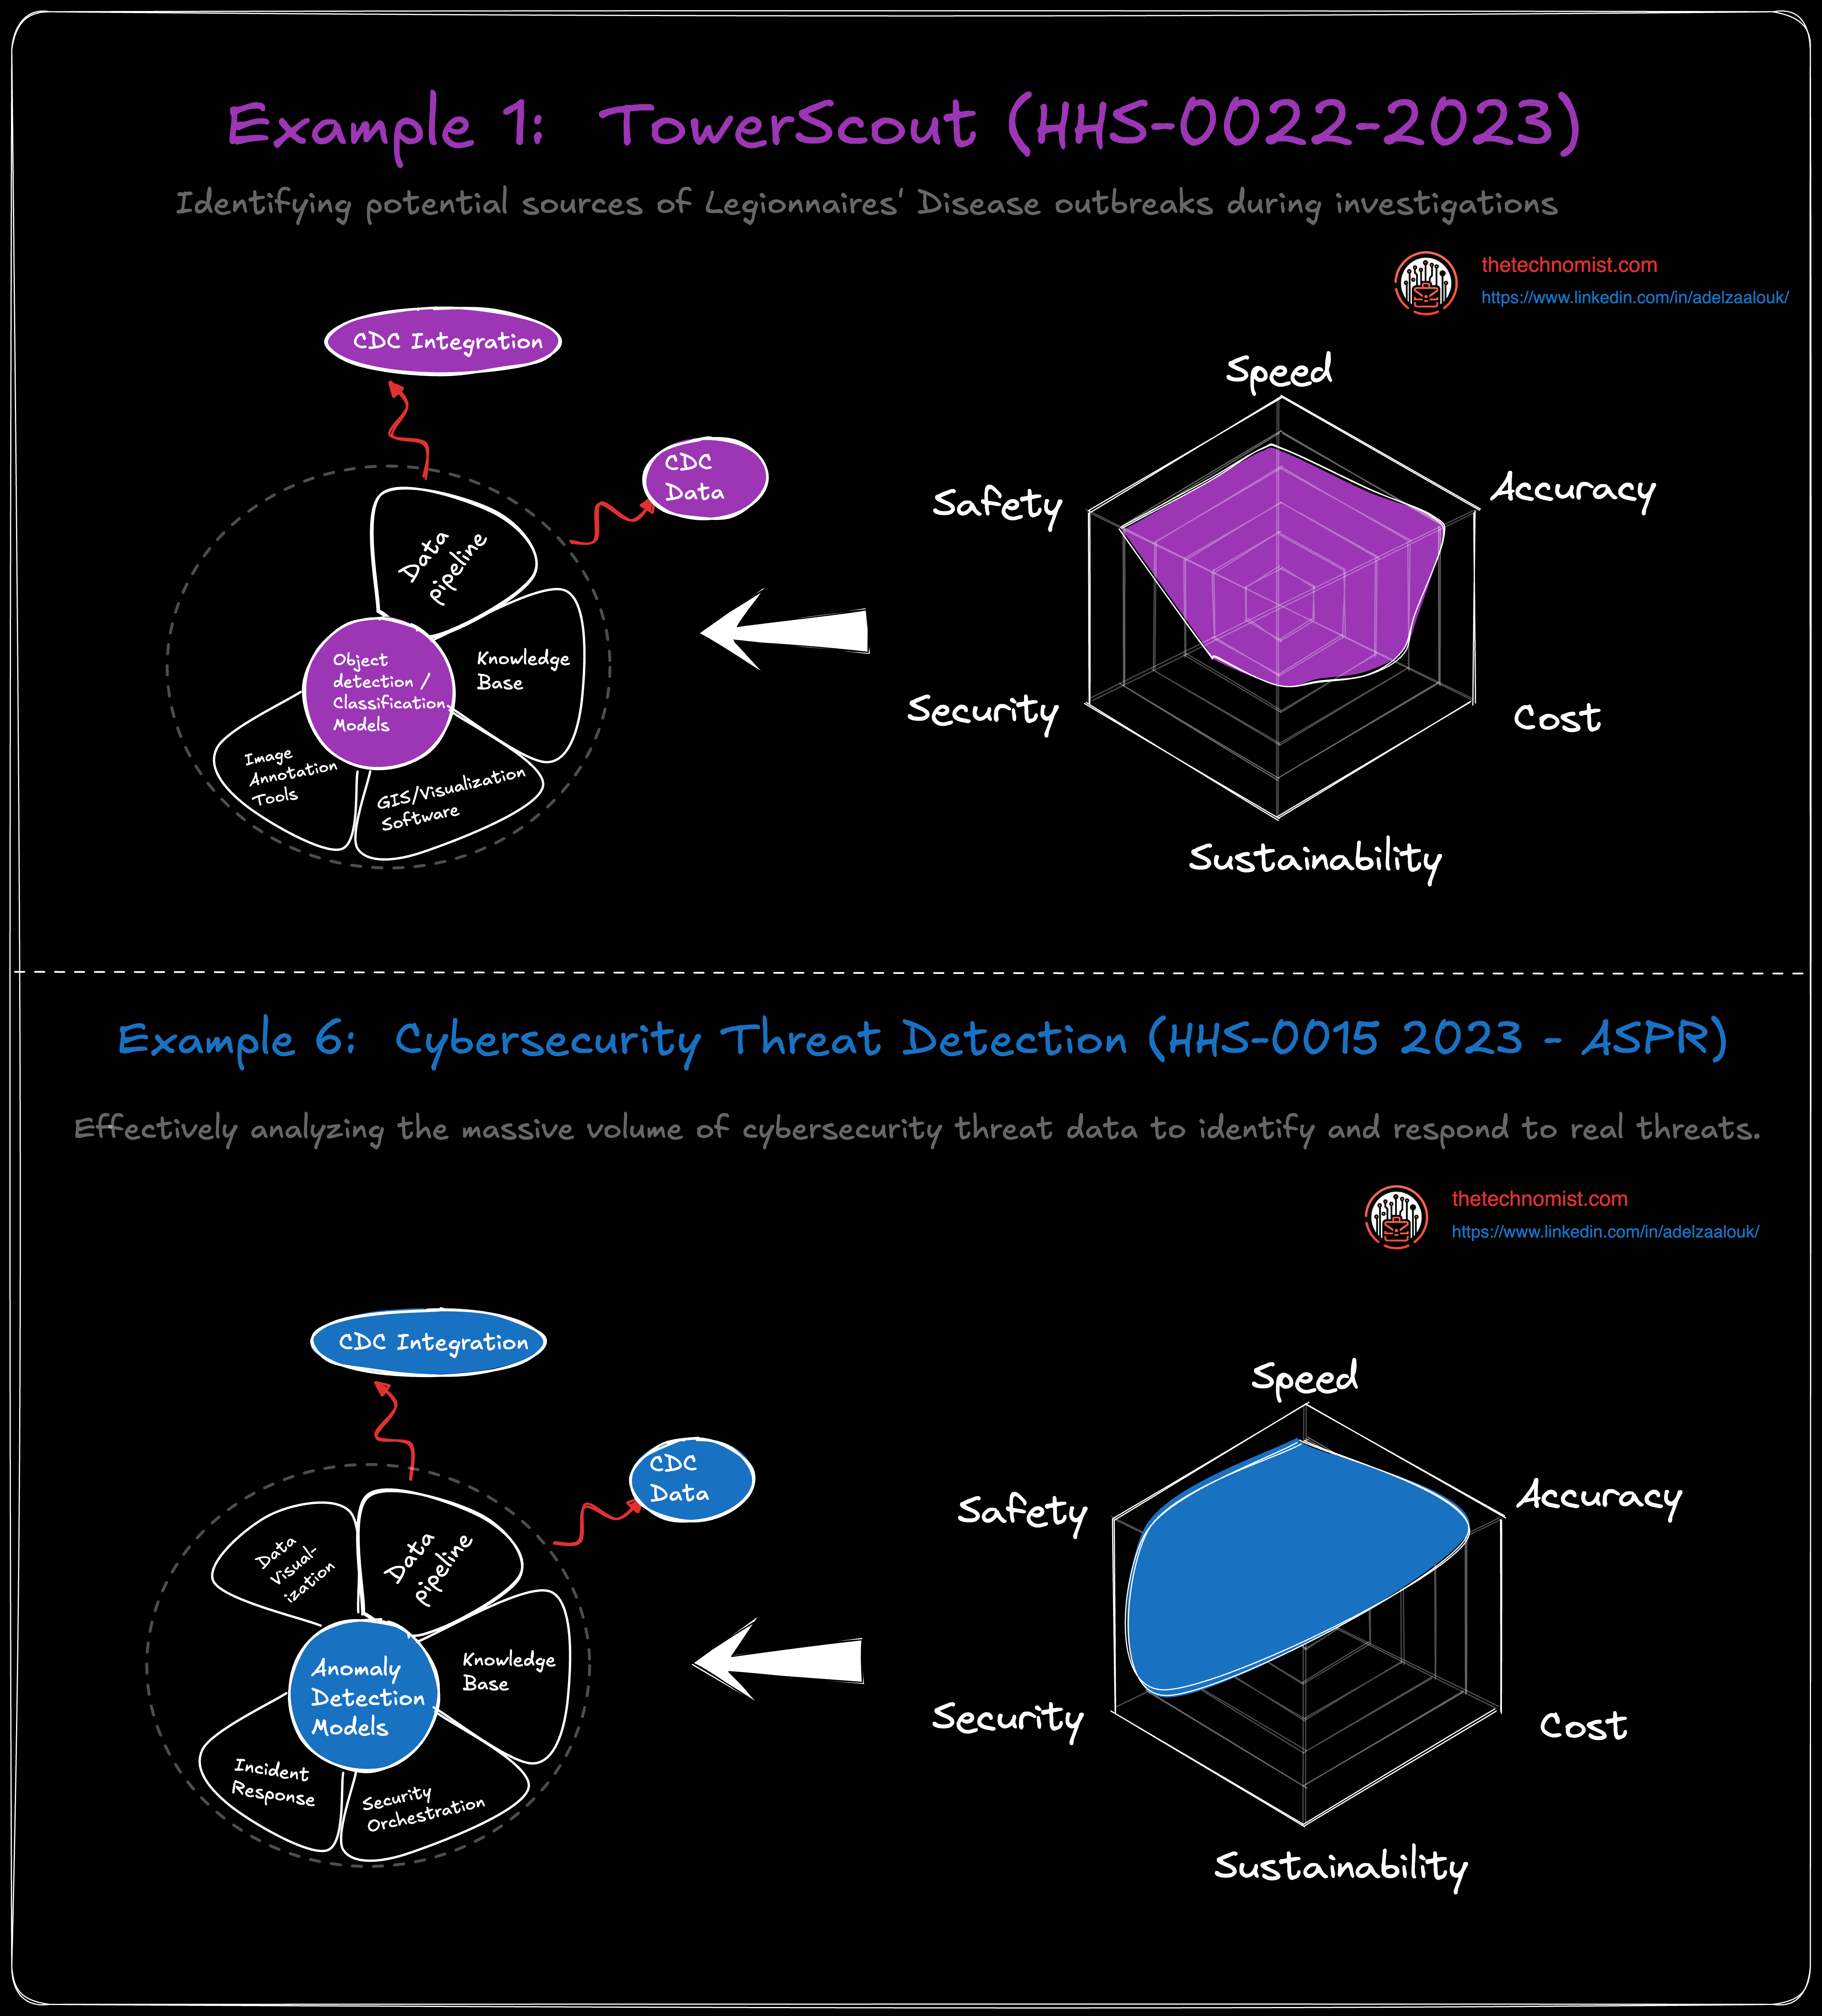 Example 1: TowerScout (HHS-0022-2023)
Identifying potential sources of Legionnaires' Disease outbreaks during investigations
thetechnomist.com
https://www.linkedin.com/in/adelzaalouk/
CDC Integration
CDC
Data
Data
pipeline
Knowledge
Base
Object
detection /
Classification
Models
Image
Annotation
Tools
GIS/Visualization
Software
Speed
Accuracy
Safety
Security
Cost
Sustainability
Example 6: Cybersecurity Threat Detection (HHS-0015 2023 - ASPR)
Effectively analyzing the massive volume of cybersecurity threat data to identify and respond to real threats.
thetechnomist.com
https://www.linkedin.com/in/adelzaalouk/
CDC Integration
CDC
Data
Data
Visual-
ization
Data
pipeline
Knowledge
Base
Anomaly
Detection
Models
Incident
Response
Security
Orchestration
Speed
Accuracy
Safety
Security
Cost
Sustainability